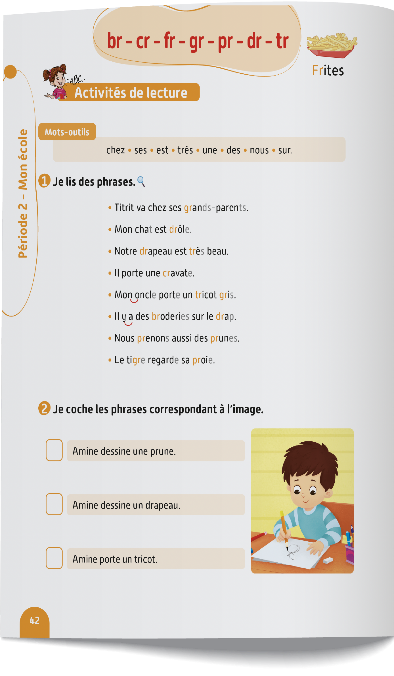 br - cr - fr - gr - pr - dr - tr
Frites
ABC
Activités de lecture
Période 2 - Mon école
Mots-outils
chez • ses • est • très • une • des • nous • sur.
1 Je lis des phrases.
• Titrit va chez ses grands-parents.
• Mon chat est drôle.
• Notre drapeau est très beau.
• Il porte une cravate.
• Mon oncle porte un tricot gris.
• Il y a des broderies sur le drap.
• Nous prenons aussi des prunes.
• Le tigre regarde sa proie.
2 Je coche les phrases correspondant à l'image.
Amine dessine une prune.
Amine dessine un drapeau.
Amine porte un tricot.
42